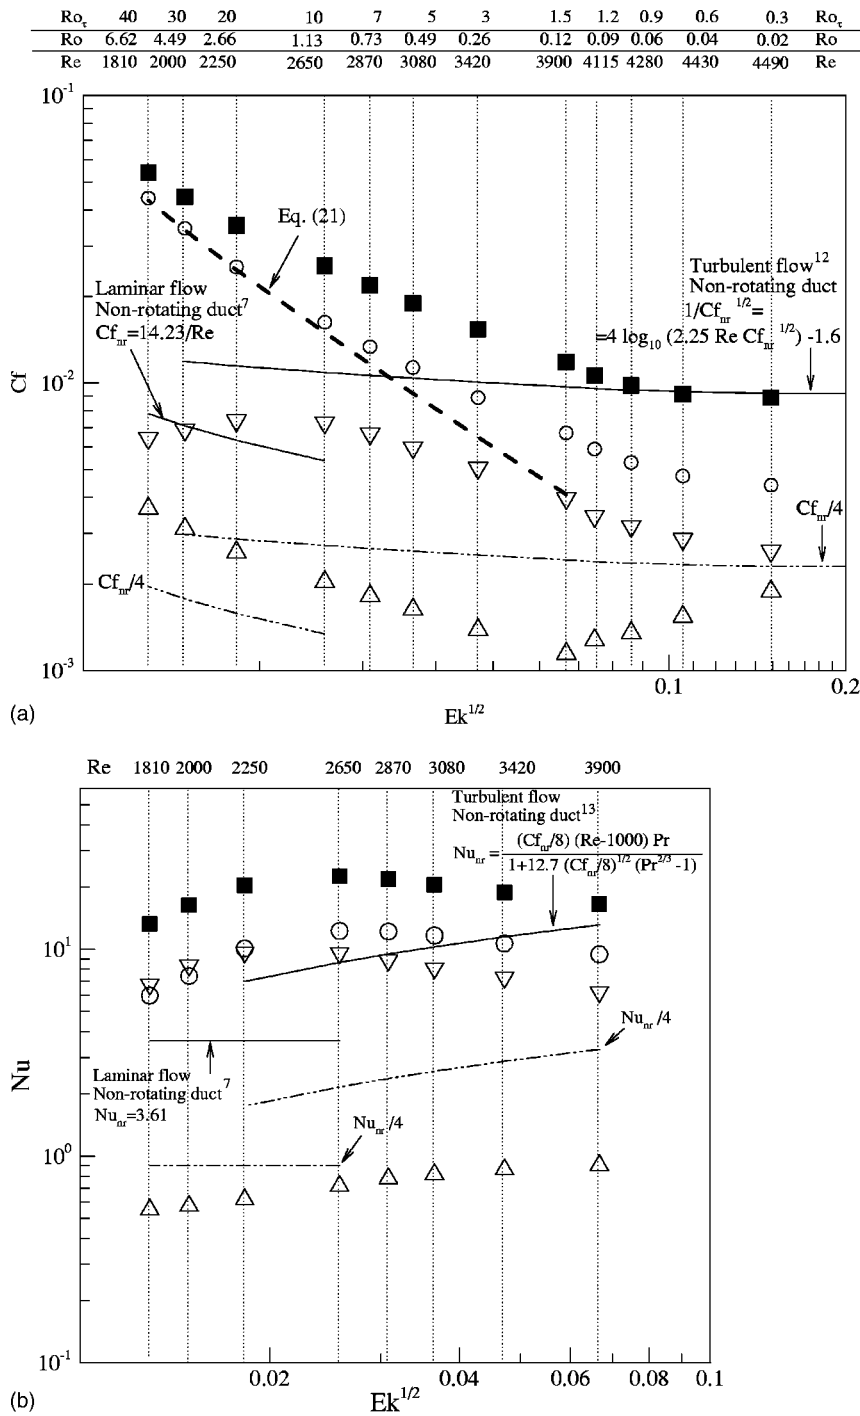 Ro_τ 40 30 20 10 7 5 3 1.5 1.2 0.9 0.6 0.3 Ro_τ
Ro 6.62 4.49 2.66 1.13 0.73 0.49 0.26 0.12 0.09 0.06 0.04 0.02 Ro
Re 1810 2000 2250 2650 2870 3080 3420 3900 4115 4280 4430 4490 Re
10^-1
Eq. (21)
Laminar flow
Non-rotating duct^7
Cf_nr=14.23/Re
Turbulent flow^12
Non-rotating duct
1/Cf_nr^1/2=
=4 log_10 (2.25 Re Cf_nr^1/2) -1.6
Cf
10^-2
Cf_nr/4
Cf_nr/4
10^-3
0.1
0.2
(a)
Ek^1/2
Re 1810 2000 2250 2650 2870 3080 3420 3900
Turbulent flow
Non-rotating duct^13
Nu_nr = (Cf_nr/8) (Re-1000) Pr
1+12.7 (Cf_nr/8)^1/2 (Pr^2/3 -1)
10^1
Nu_nr/4
Nu
Laminar flow
Non-rotating duct^7
Nu_nr=3.61
Nu_nr/4
10^0
10^-1
0.02 0.04 0.06 0.08 0.1
(b)
Ek^1/2